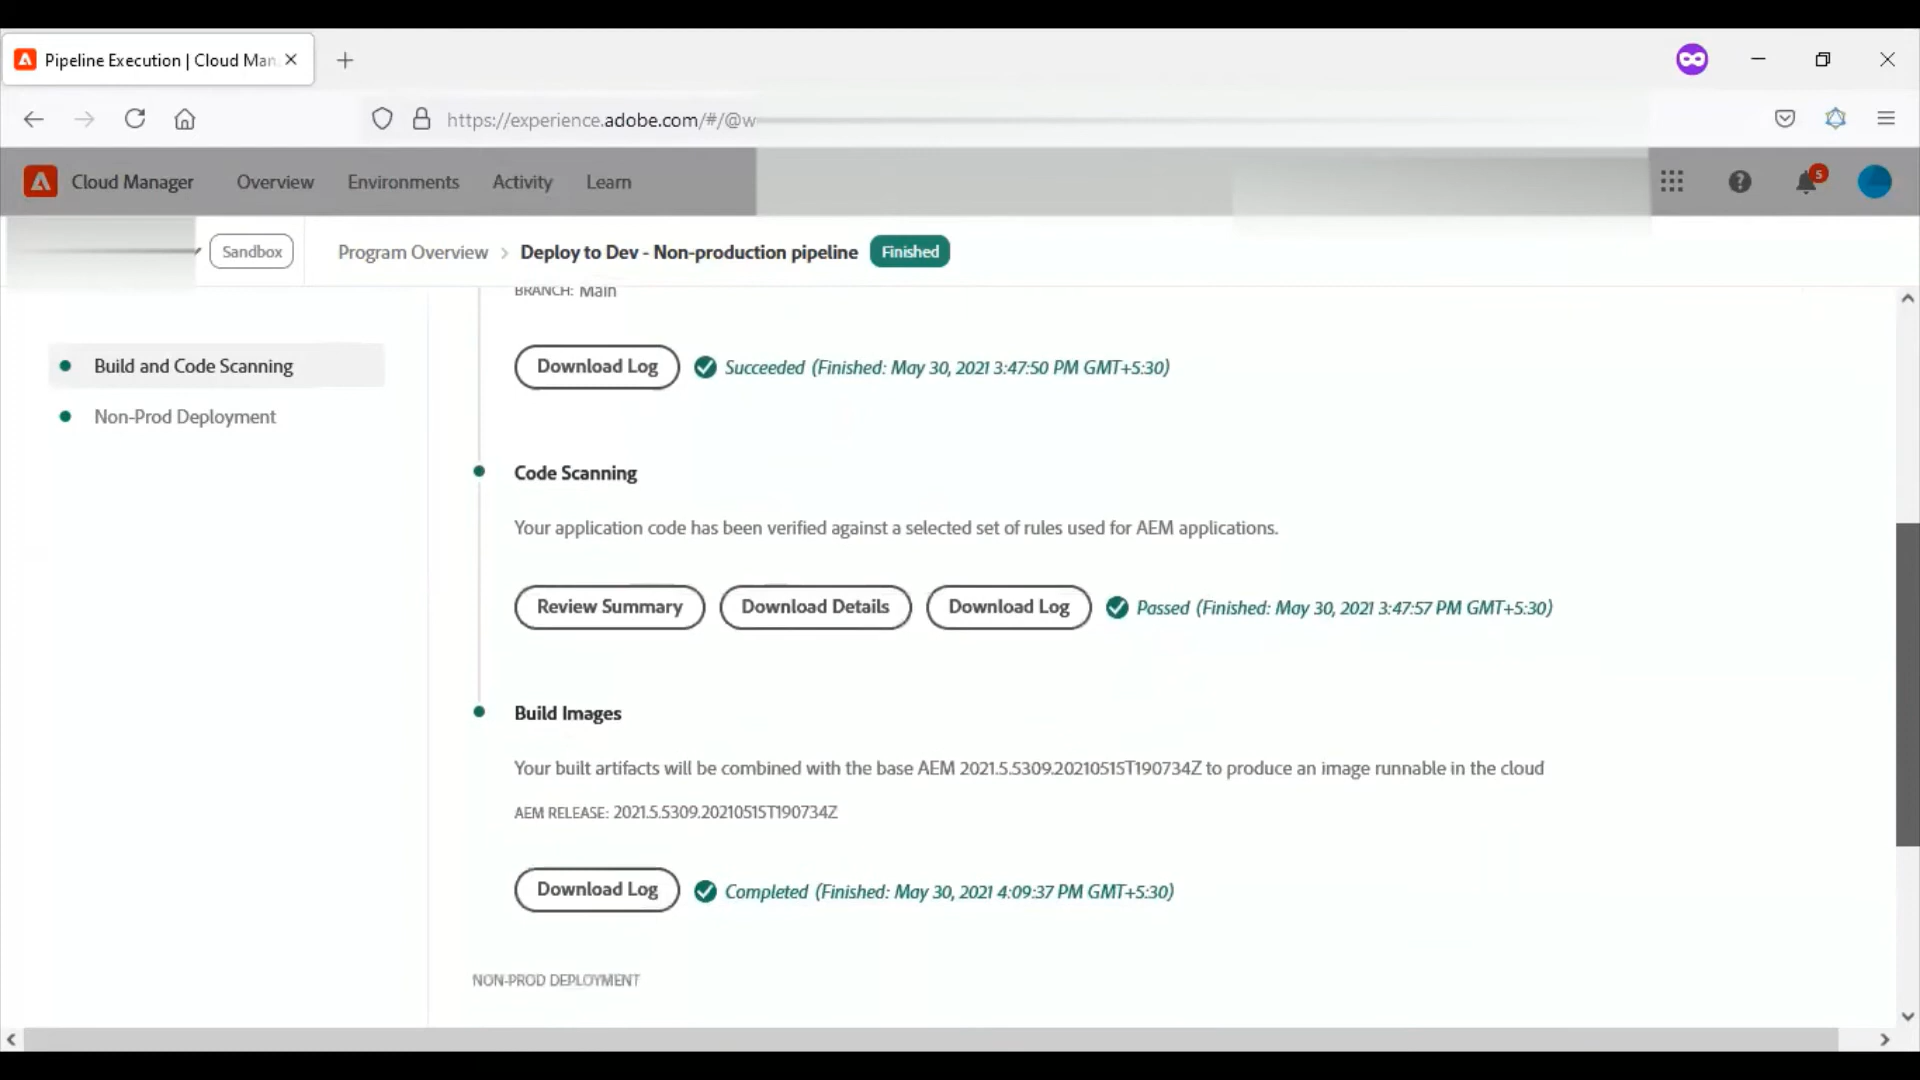 Pipeline Execution | Cloud Man
https://experience.adobe.com/#/@w
Cloud Manager Overview Environments Activity Learn
5
Sandbox Program Overview > Deploy to Dev - Non-production pipeline Finished
BRANCH: Main
Build and Code Scanning
Non-Prod Deployment
Download Log Succeeded (Finished: May 30, 2021 3:47:50 PM GMT+5:30)
Code Scanning
Your application code has been verified against a selected set of rules used for AEM applications.
Review Summary Download Details Download Log Passed (Finished: May 30, 2021 3:47:57 PM GMT+5:30)
Build Images
Your built artifacts will be combined with the base AEM 2021.5.5309.20210515T190734Z to produce an image runnable in the cloud
AEM RELEASE: 2021.5.5309.20210515T190734Z
Download Log Completed (Finished: May 30, 2021 4:09:37 PM GMT+5:30)
NON-PROD DEPLOYMENT